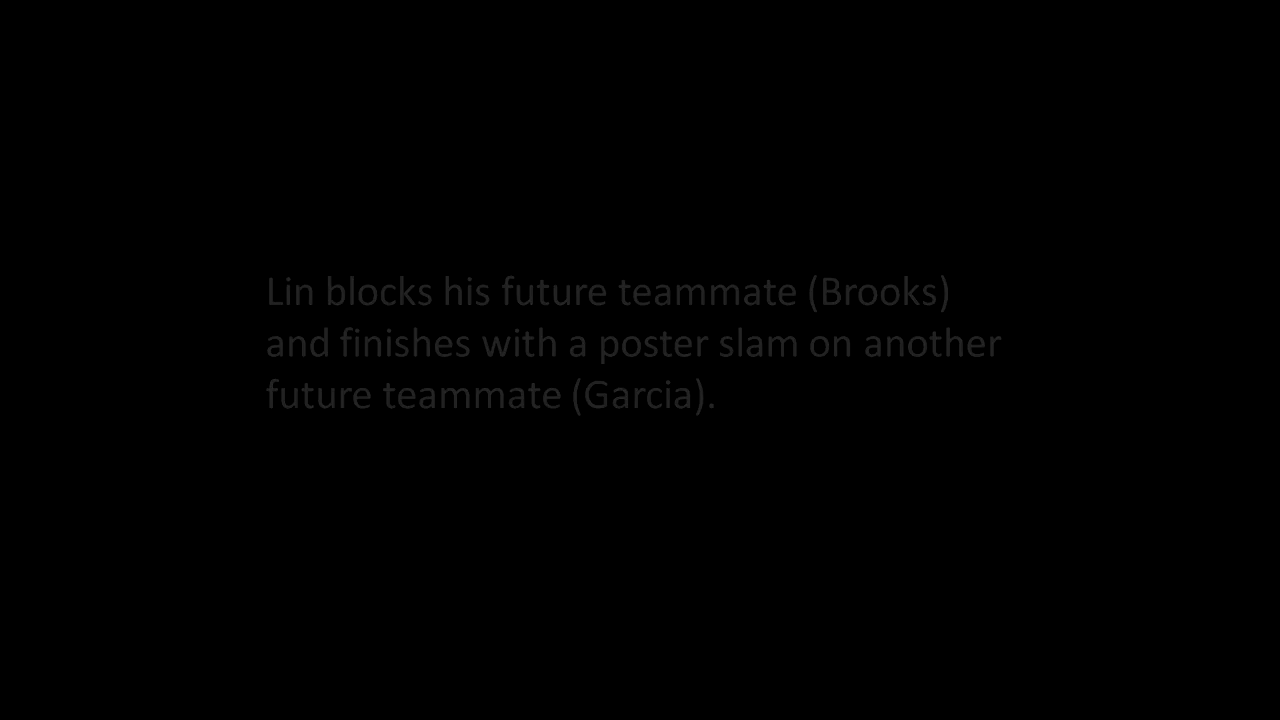 Lin blocks his future teammate (Brooks)
and finishes with a poster slam on another
future teammate (Garcia).